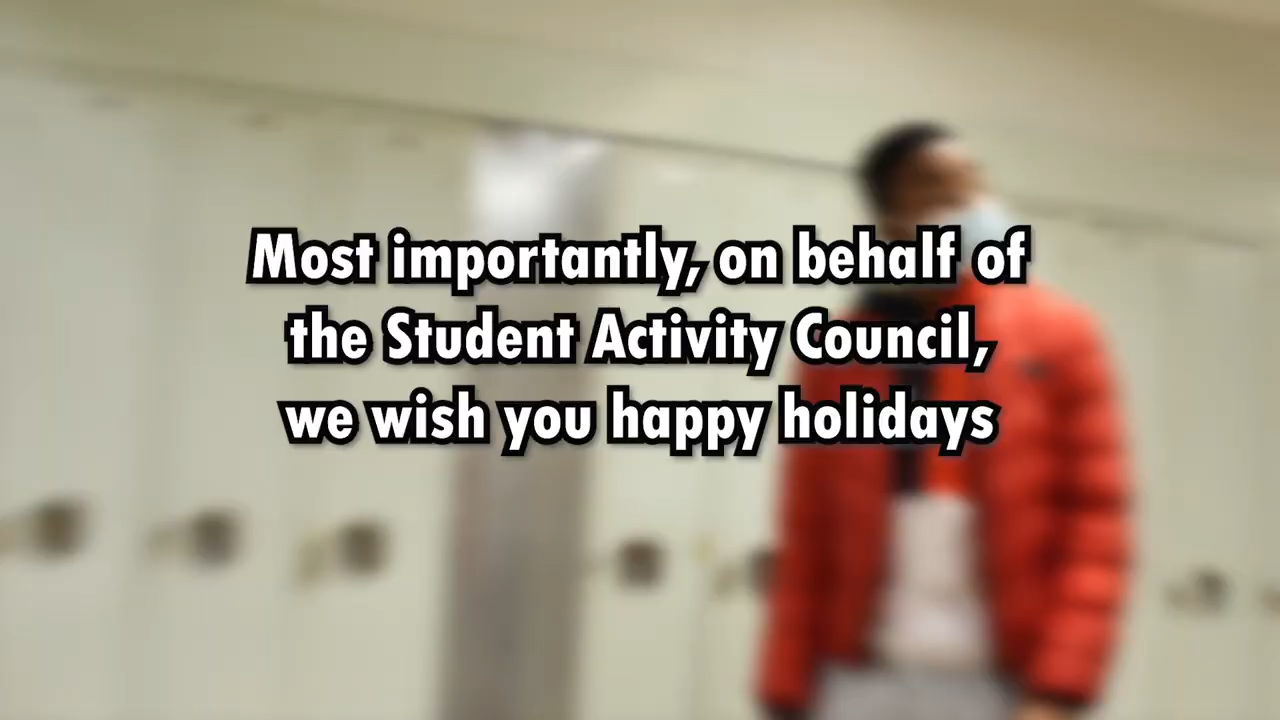 Most importantly, on behalf of
the Student Activity Council,
we wish you happy holidays